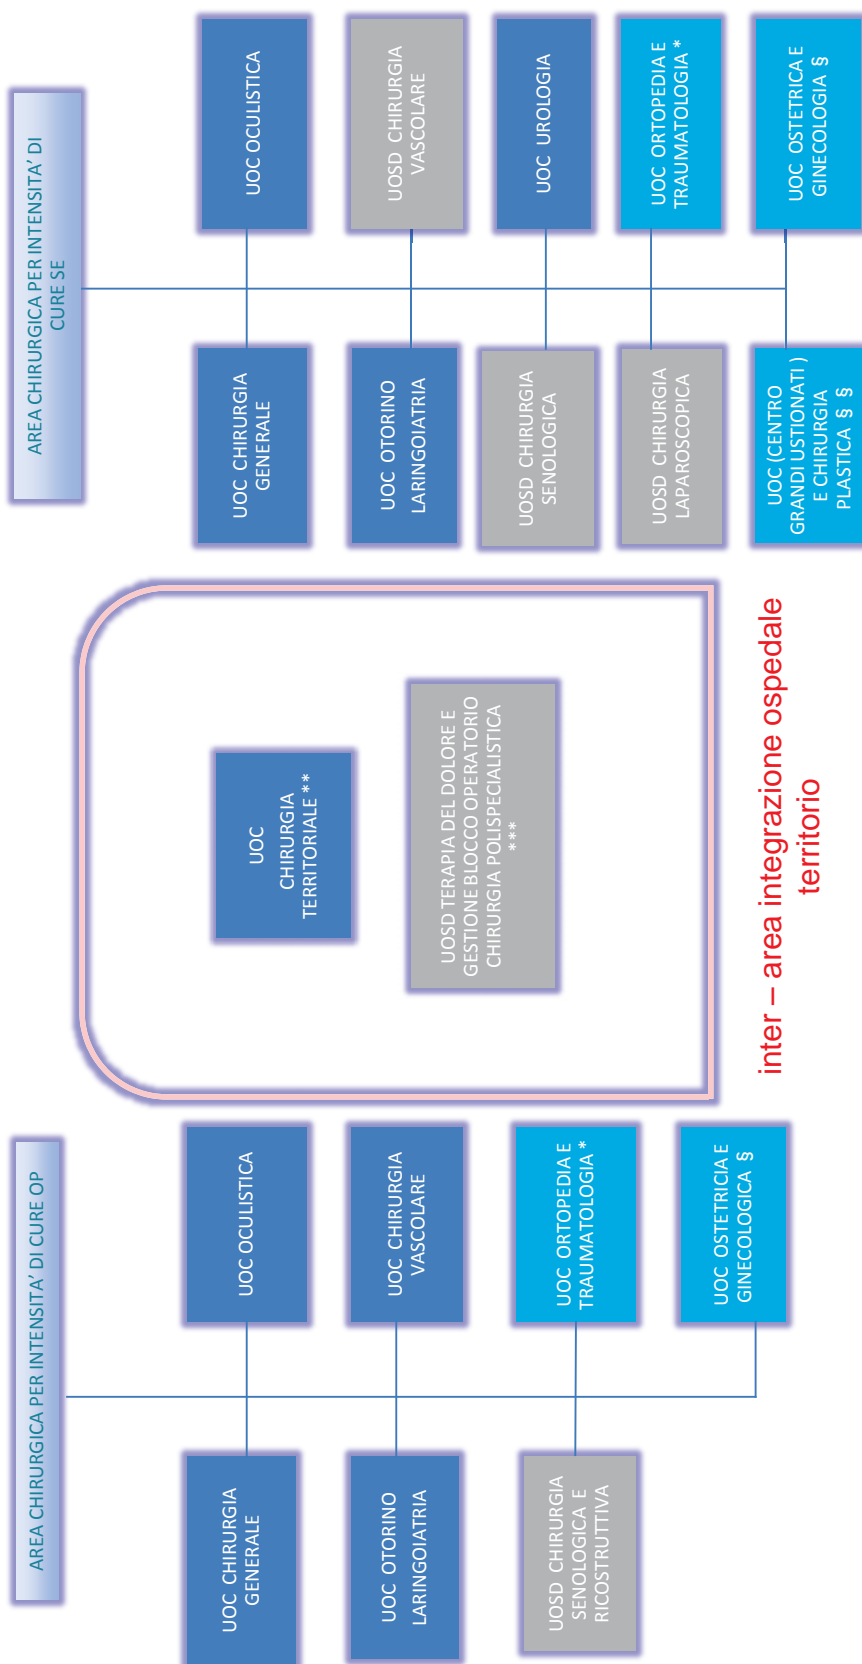 AREA CHIRURGICA PER INTENSITA’ DI CURE OP
UOC CHIRURGIA
GENERALE
UOC OCULISTICA
UOC OTORINO
LARINGOIATRIA
UOC CHIRURGIA
VASCOLARE
UOSD CHIRURGIA
SENOLOGICA E
RICOSTRUTTIVA
UOC ORTOPEDIA E
TRAUMATOLOGIA *
UOC OSTETRICIA E
GINECOLOGICA §
UOC
CHIRURGIA
TERRITORIALE **
UOSD TERAPIA DEL DOLORE E
GESTIONE BLOCCO OPERATORIO
CHIRURGIA POLISPECIALISTICA
***
inter – area integrazione ospedale
territorio
AREA CHIRURGICA PER INTENSITA’ DI
CURE SE
UOC CHIRURGIA
GENERALE
UOC OCULISTICA
UOC OTORINO
LARINGOIATRIA
UOSD CHIRURGIA
VASCOLARE
UOSD CHIRURGIA
SENOLOGICA
UOC UROLOGIA
UOSD CHIRURGIA
LAPAROSCOPICA
UOC ORTOPEDIA E
TRAUMATOLOGIA *
UOC (CENTRO
GRANDI USTIONATI )
E CHIRURGIA
PLASTICA § §
UOC OSTETRICA E
GINECOLOGIA §